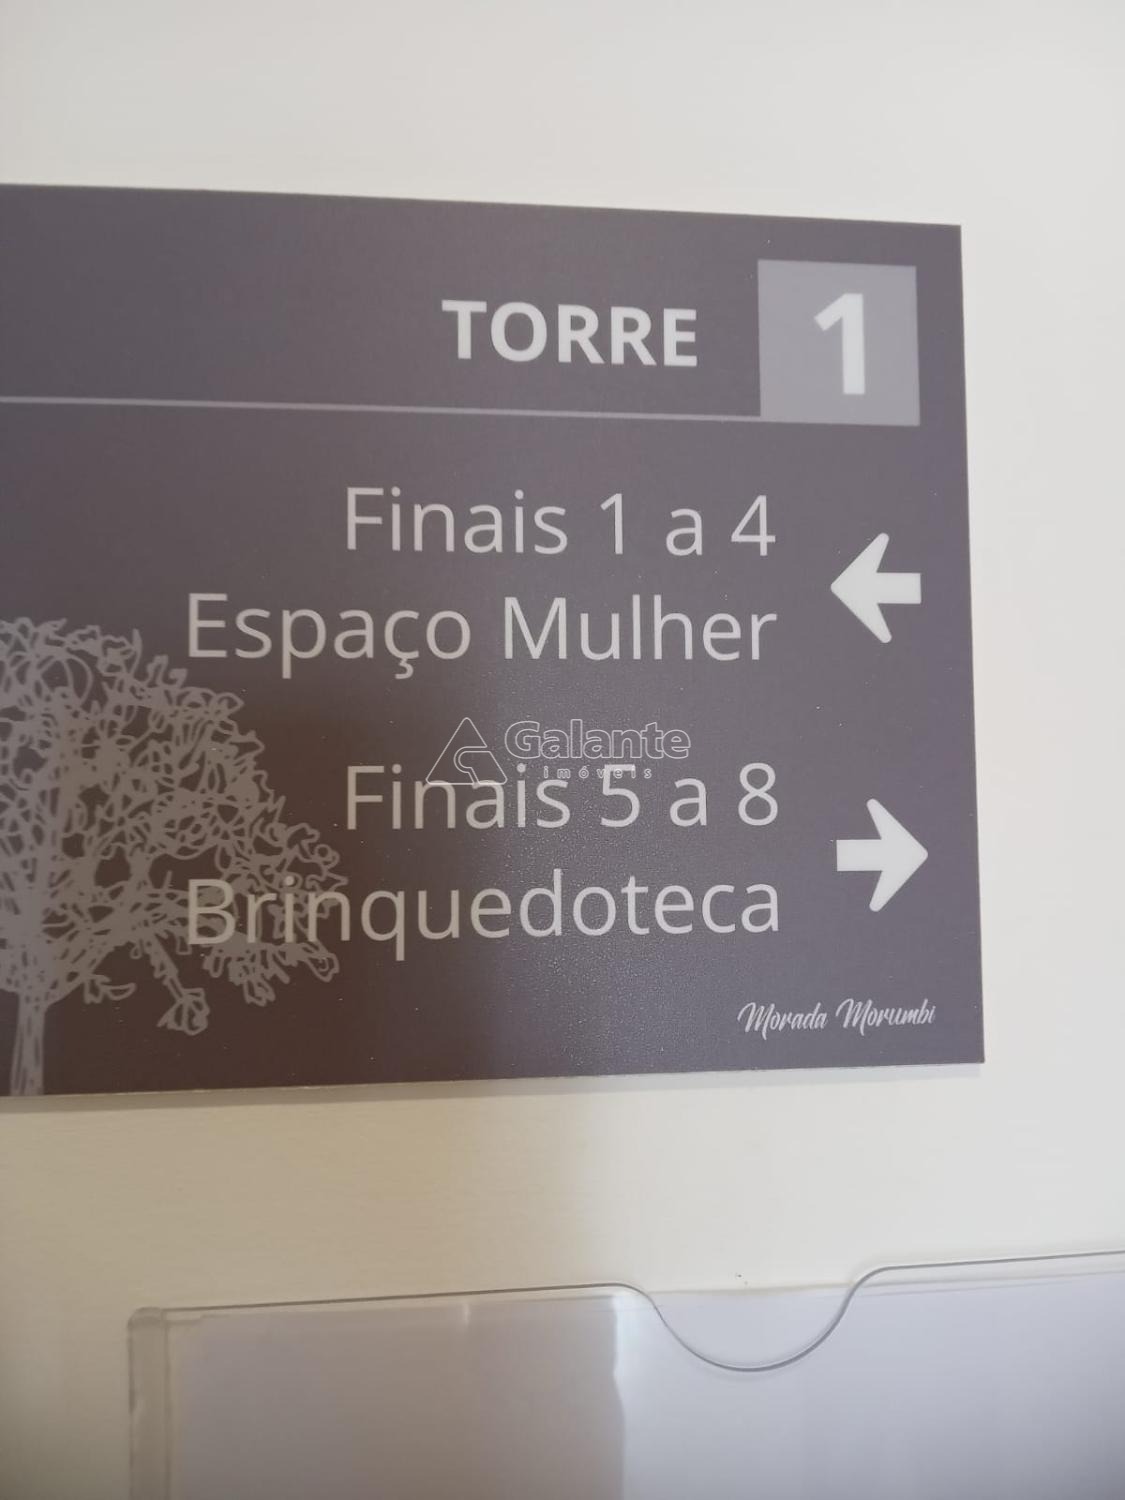 TORRE 1
Finais 1 a 4
Espaço Mulher
Galante
imóveis
Finais 5 a 8
Brinquedoteca
Morada Morumbi